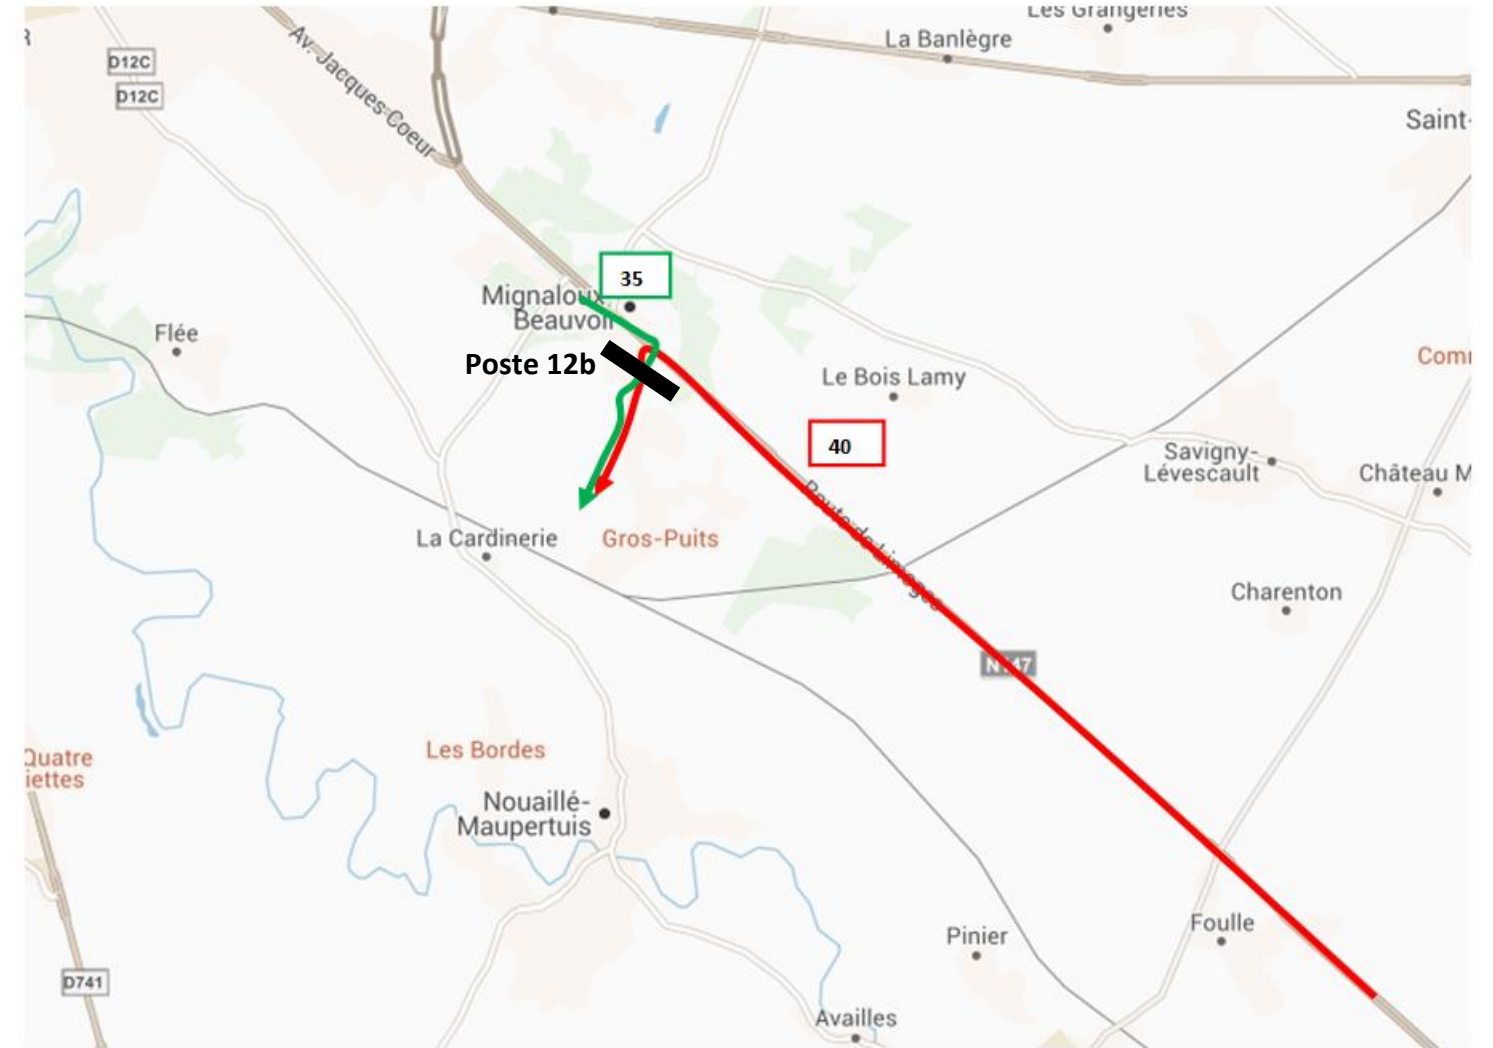 Les Grangeries
R
La Banlègre
D12C
D12C
Av. Jacques Coeur
Saint-
35
Mignaloux-
Beauvoir
Flée
Poste 12b
Le Bois Lamy
Com
40
Savigny-
Lévescault
Château M
Route de Limoges
La Cardinerie
Gros-Puits
Charenton
N147
Quatre
iettes
Les Bordes
Nouaillé-
Maupertuis
Foulle
Pinier
D741
Availles